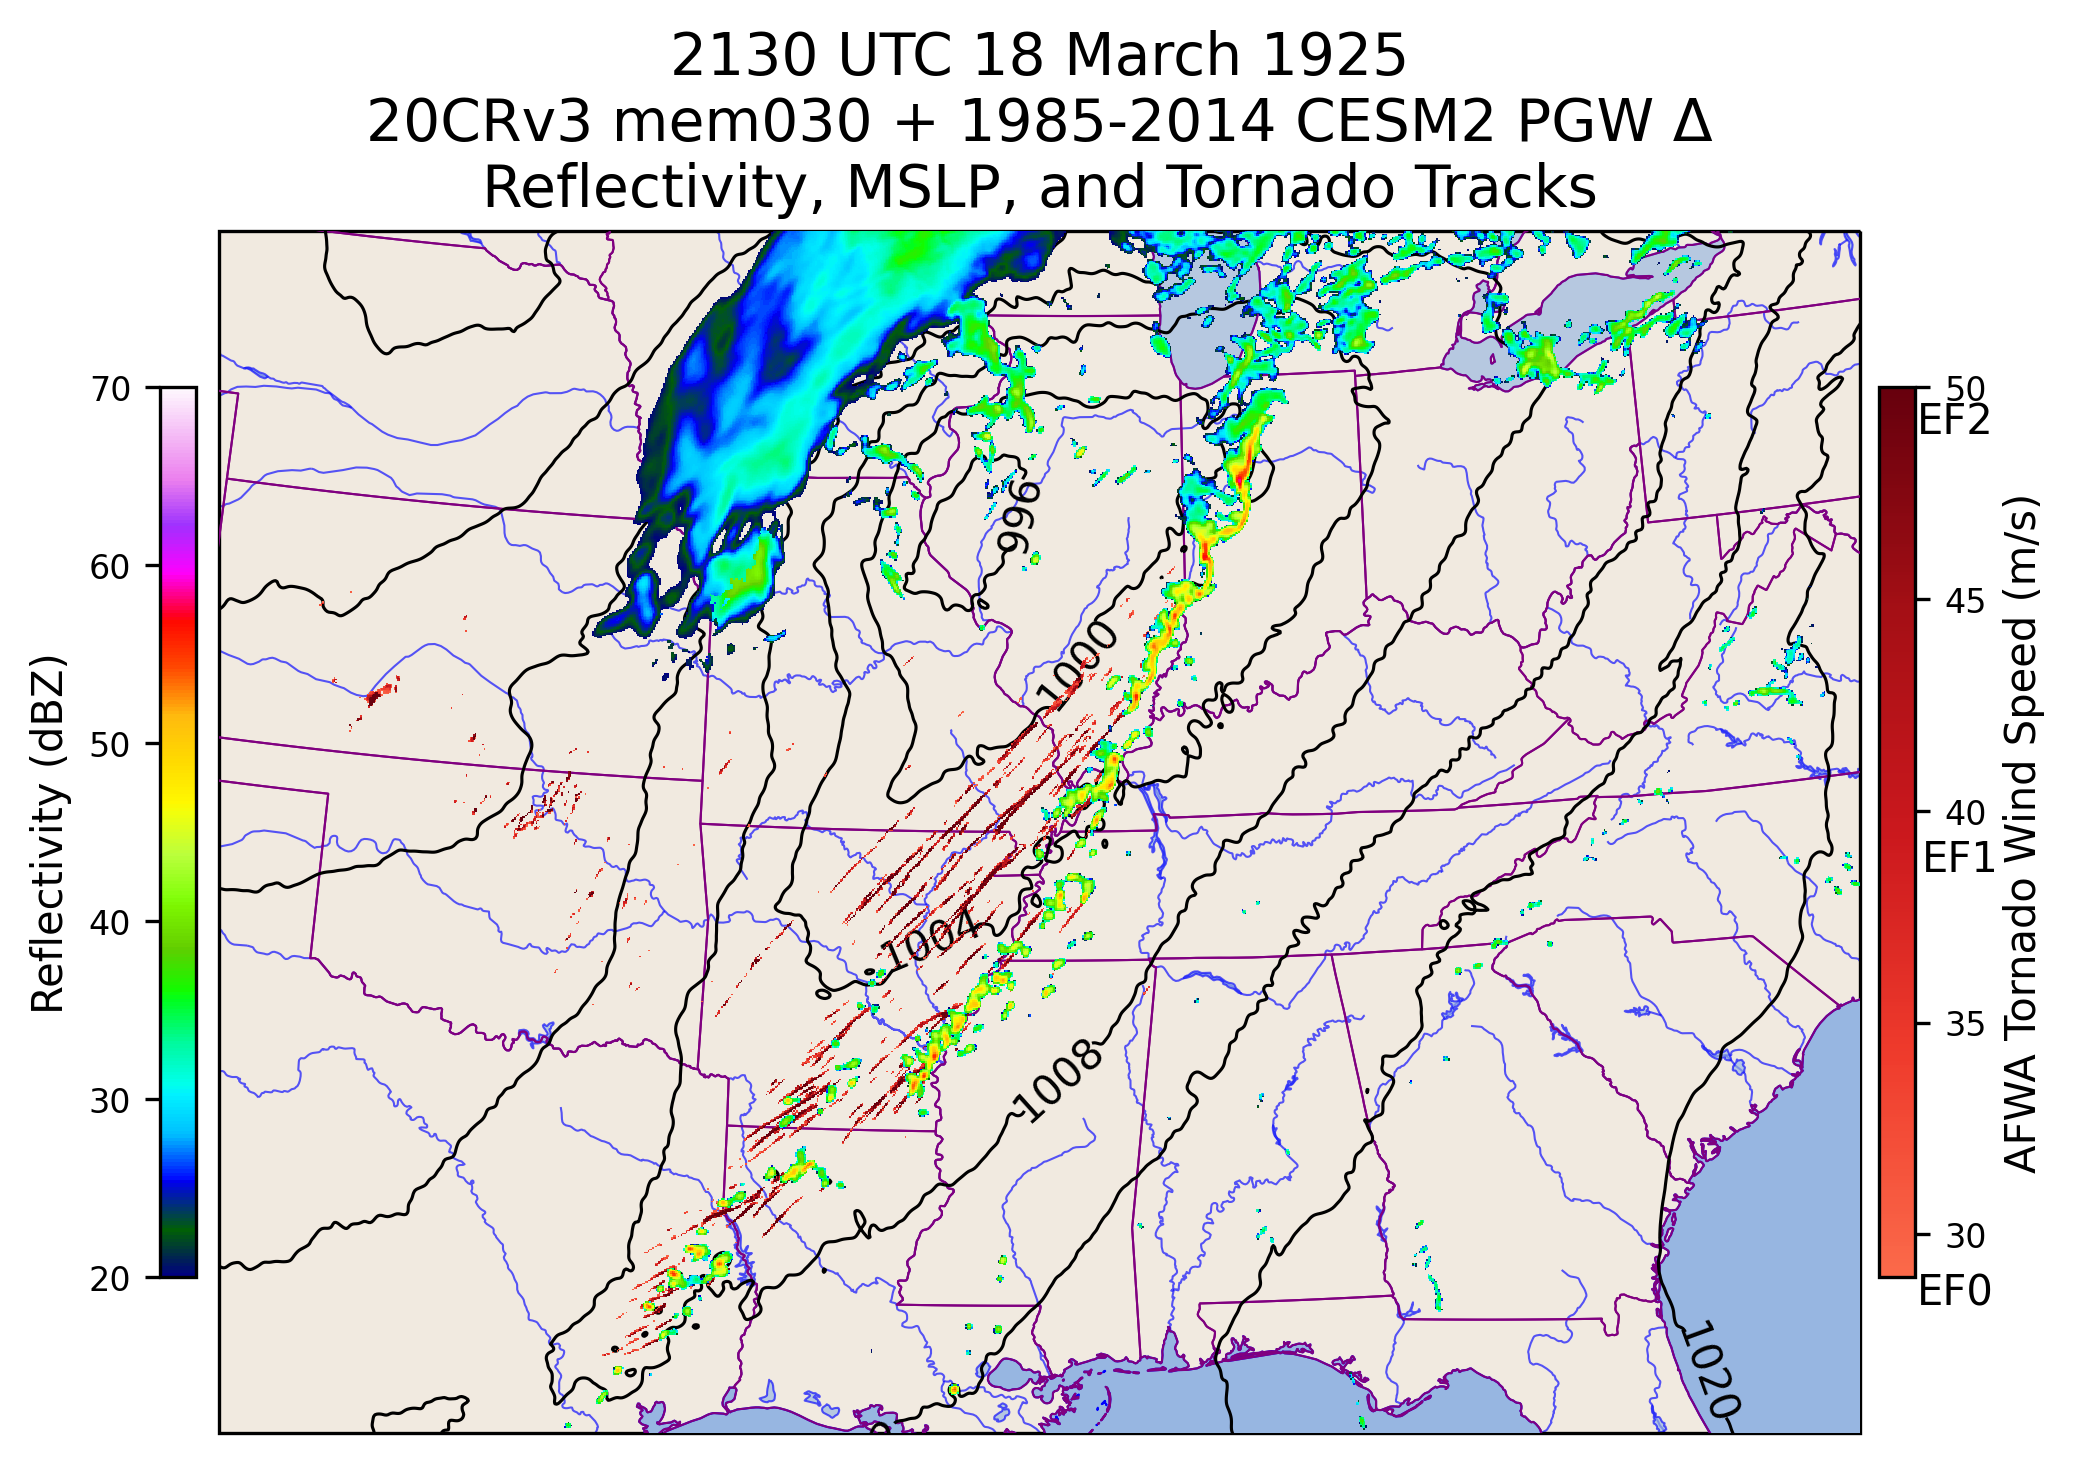 2130 UTC 18 March 1925
20CRv3 mem030 + 1985-2014 CESM2 PGW Δ
Reflectivity, MSLP, and Tornado Tracks
70
60
50
40
30
20
Reflectivity (dBZ)
996
1000
1004
1008
1020
50
EF2
45
40
EF1
35
30
EF0
AFWA Tornado Wind Speed (m/s)